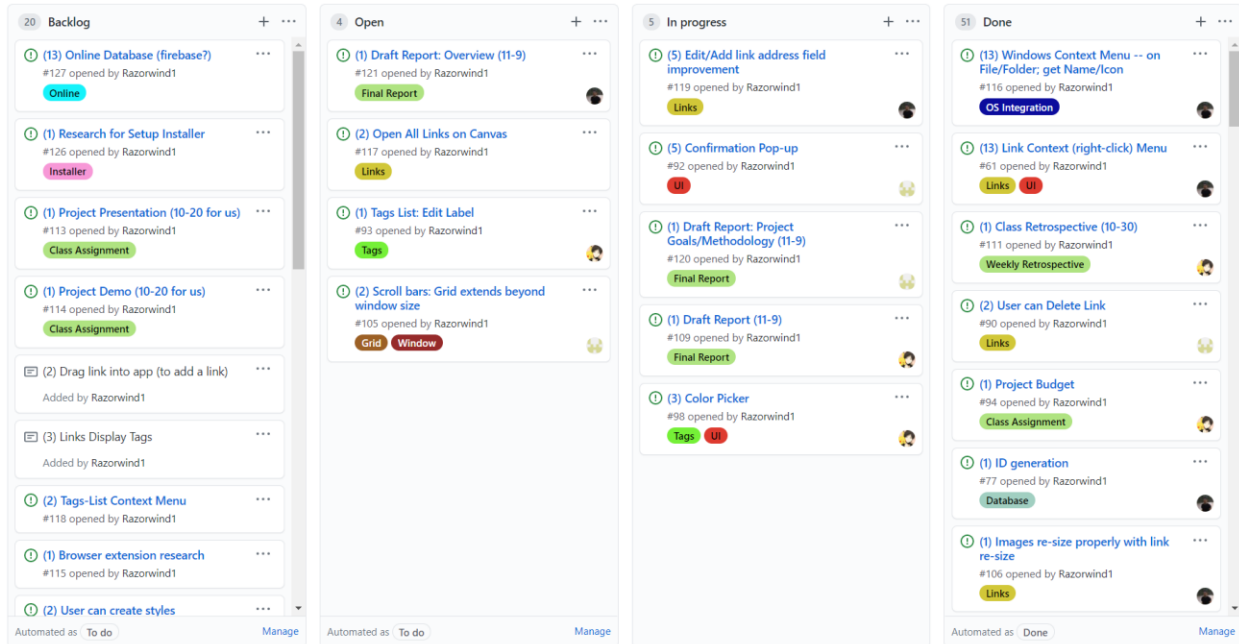 20 Backlog + ...
(13) Online Database (firebase?) ...
#127 opened by Razorwind1
Online
(1) Research for Setup Installer ...
#126 opened by Razorwind1
Installer
(1) Project Presentation (10-20 for us) ...
#113 opened by Razorwind1
Class Assignment
(1) Project Demo (10-20 for us) ...
#114 opened by Razorwind1
Class Assignment
(2) Drag link into app (to add a link) ...
Added by Razorwind1
(3) Links Display Tags ...
Added by Razorwind1
(2) Tags-List Context Menu ...
#118 opened by Razorwind1
(1) Browser extension research ...
#115 opened by Razorwind1
(2) User can create styles ...
Automated as To do Manage
4 Open + ...
(1) Draft Report: Overview (11-9) ...
#121 opened by Razorwind1
Final Report
(2) Open All Links on Canvas ...
#117 opened by Razorwind1
Links
(1) Tags List: Edit Label ...
#93 opened by Razorwind1
Tags
(2) Scroll bars: Grid extends beyond ...
window size
#105 opened by Razorwind1
Grid Window
Automated as To do Manage
5 In progress + ...
(5) Edit/Add link address field ...
improvement
#119 opened by Razorwind1
Links
(5) Confirmation Pop-up ...
#92 opened by Razorwind1
UI
(1) Draft Report: Project ...
Goals/Methodology (11-9)
#120 opened by Razorwind1
Final Report
(1) Draft Report (11-9) ...
#109 opened by Razorwind1
Final Report
(3) Color Picker ...
#98 opened by Razorwind1
Tags UI
51 Done + ...
(13) Windows Context Menu -- on ...
File/Folder; get Name/Icon
#116 opened by Razorwind1
OS Integration
(13) Link Context (right-click) Menu ...
#61 opened by Razorwind1
Links UI
(1) Class Retrospective (10-30) ...
#111 opened by Razorwind1
Weekly Retrospective
(2) User can Delete Link ...
#90 opened by Razorwind1
Links
(1) Project Budget ...
#94 opened by Razorwind1
Class Assignment
(1) ID generation ...
#77 opened by Razorwind1
Database
(1) Images re-size properly with link ...
re-size
#106 opened by Razorwind1
Links
Automated as Done Manage